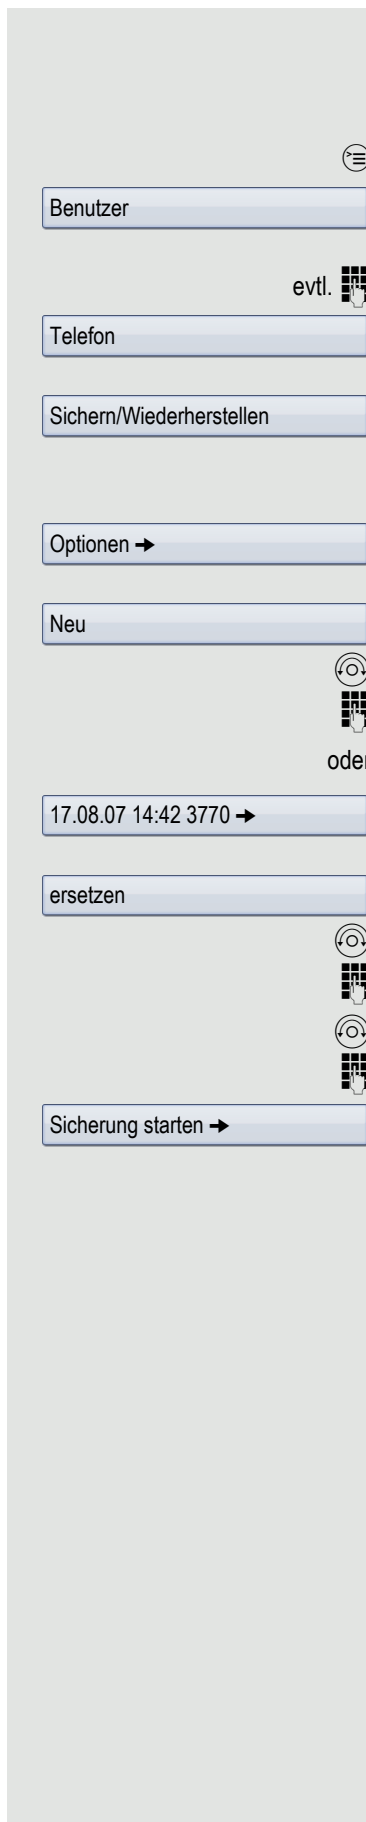 Benutzer
evtl.
Telefon
Sichern/Wiederherstellen
Optionen →
Neu
oder
17.08.07 14:42 3770 →
ersetzen
Sicherung starten →